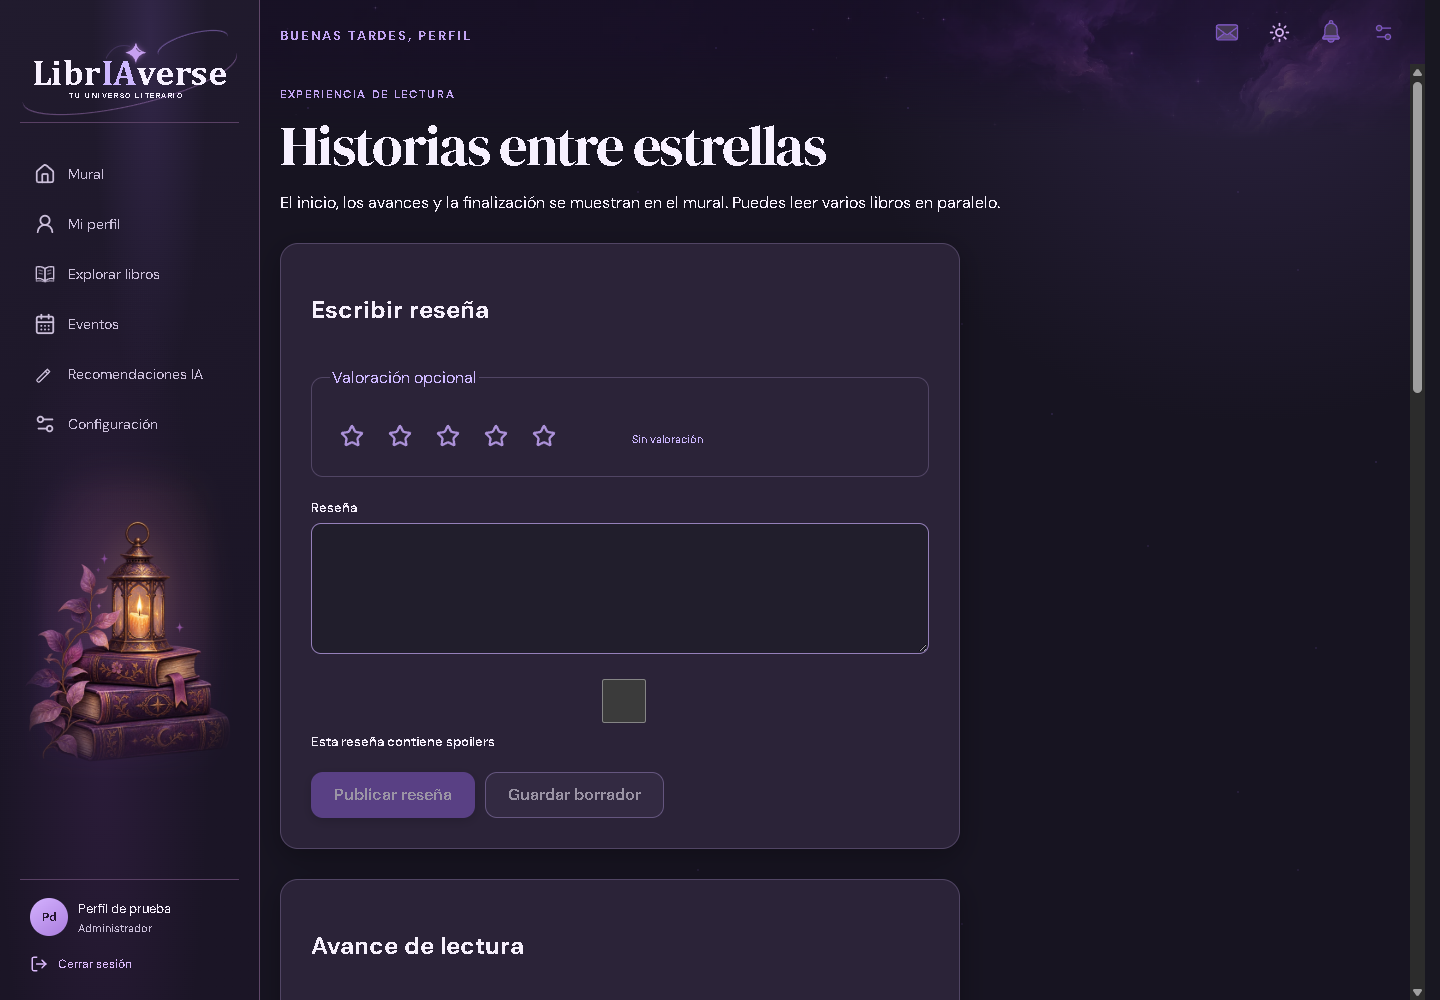 LibrIAverse
TU UNIVERSO LITERARIO
Mural
Mi perfil
Explorar libros
Eventos
Recomendaciones IA
Configuración
Pd
Perfil de prueba
Administrador
Cerrar sesión
BUENAS TARDES, PERFIL
EXPERIENCIA DE LECTURA
Historias entre estrellas
El inicio, los avances y la finalización se muestran en el mural. Puedes leer varios libros en paralelo.
Escribir reseña
Valoración opcional
Sin valoración
Reseña
Esta reseña contiene spoilers
Publicar reseña
Guardar borrador
Avance de lectura